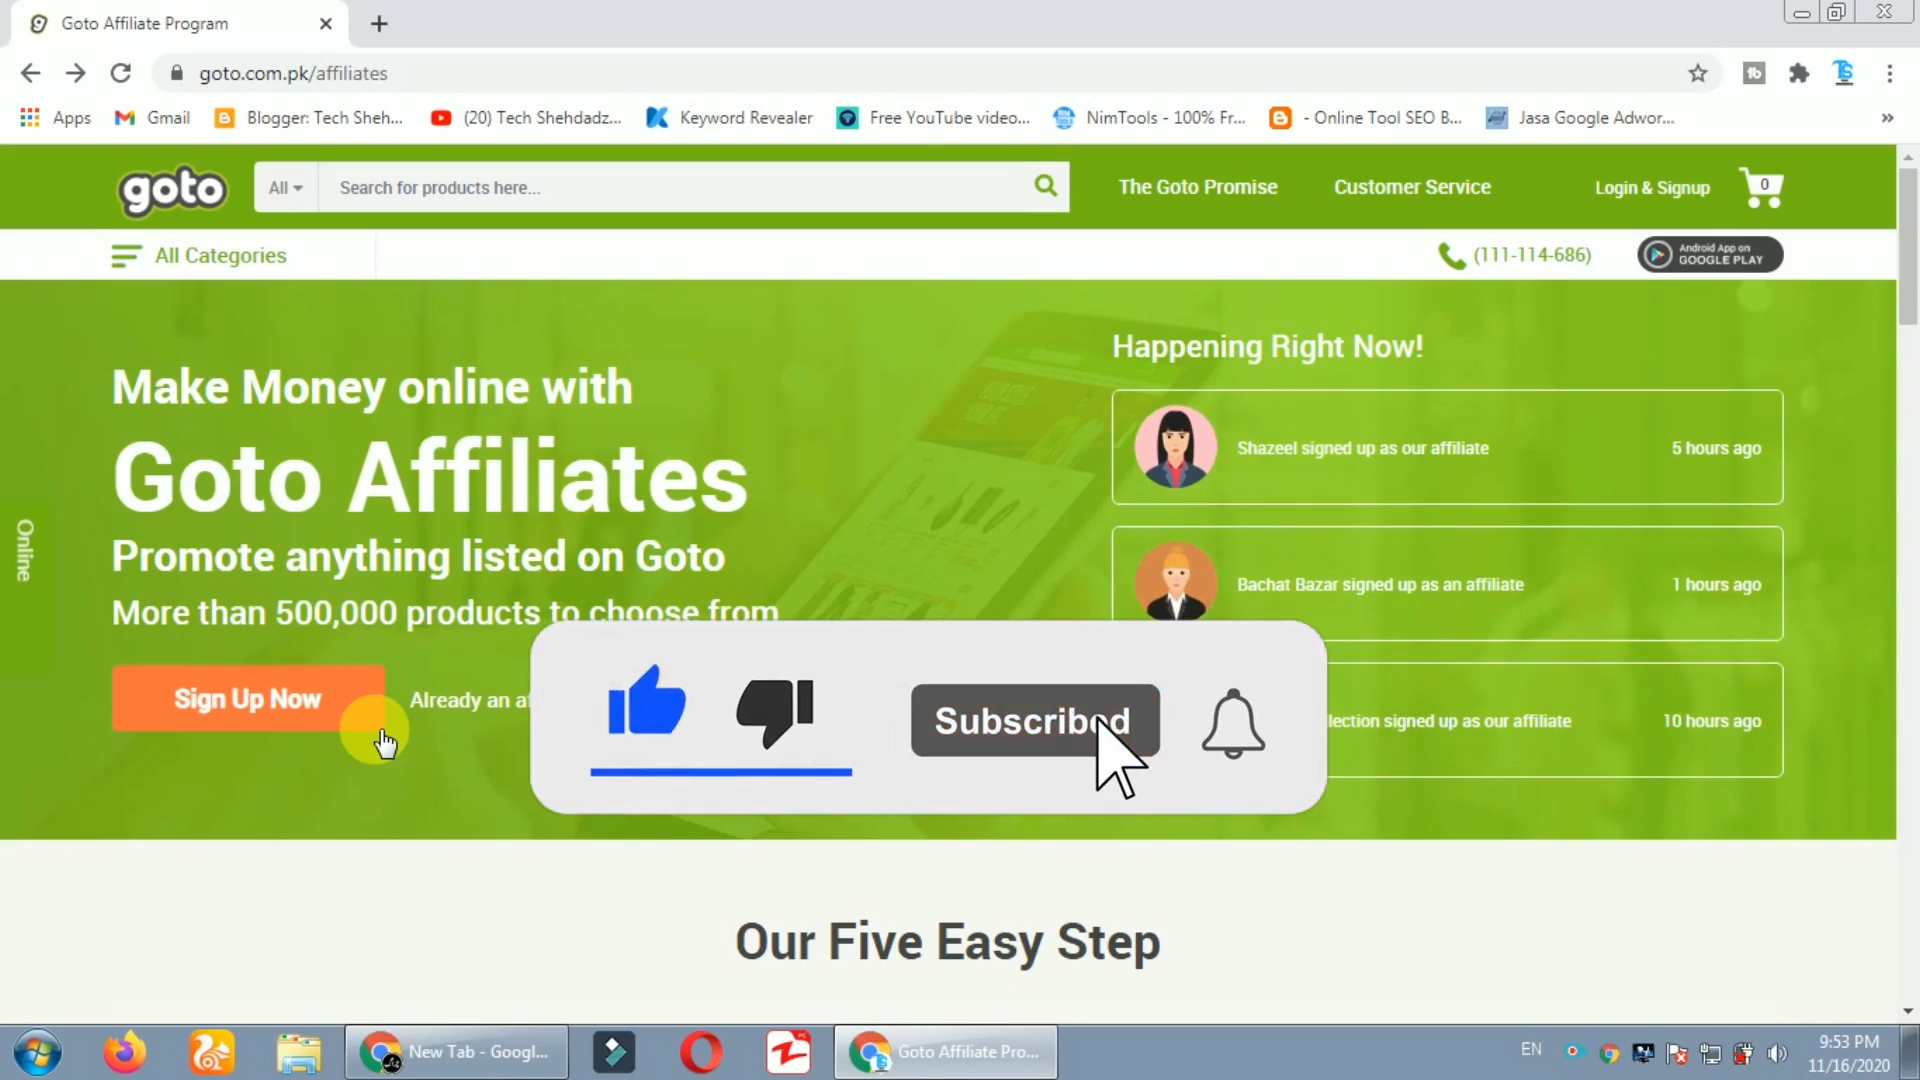 Goto Affiliate Program
goto.com.pk/affiliates
Apps
Gmail
Blogger: Tech Sheh...
(20) Tech Shehdadz...
Keyword Revealer
Free YouTube video...
NimTools - 100% Fr...
- Online Tool SEO B...
Jasa Google Adwor...
»
goto
All
Search for products here...
The Goto Promise
Customer Service
Login & Signup
0
All Categories
(111-114-686)
Android App on
GOOGLE PLAY
Make Money online with
Goto Affiliates
Promote anything listed on Goto
More than 500,000 products to choose from
Sign Up Now
Already an af
Online
Happening Right Now!
Shazeel signed up as our affiliate
5 hours ago
Bachat Bazar signed up as an affiliate
1 hours ago
lection signed up as our affiliate
10 hours ago
Subscribed
Our Five Easy Step
New Tab - Googl...
Goto Affiliate Pro...
EN
9:53 PM
11/16/2020